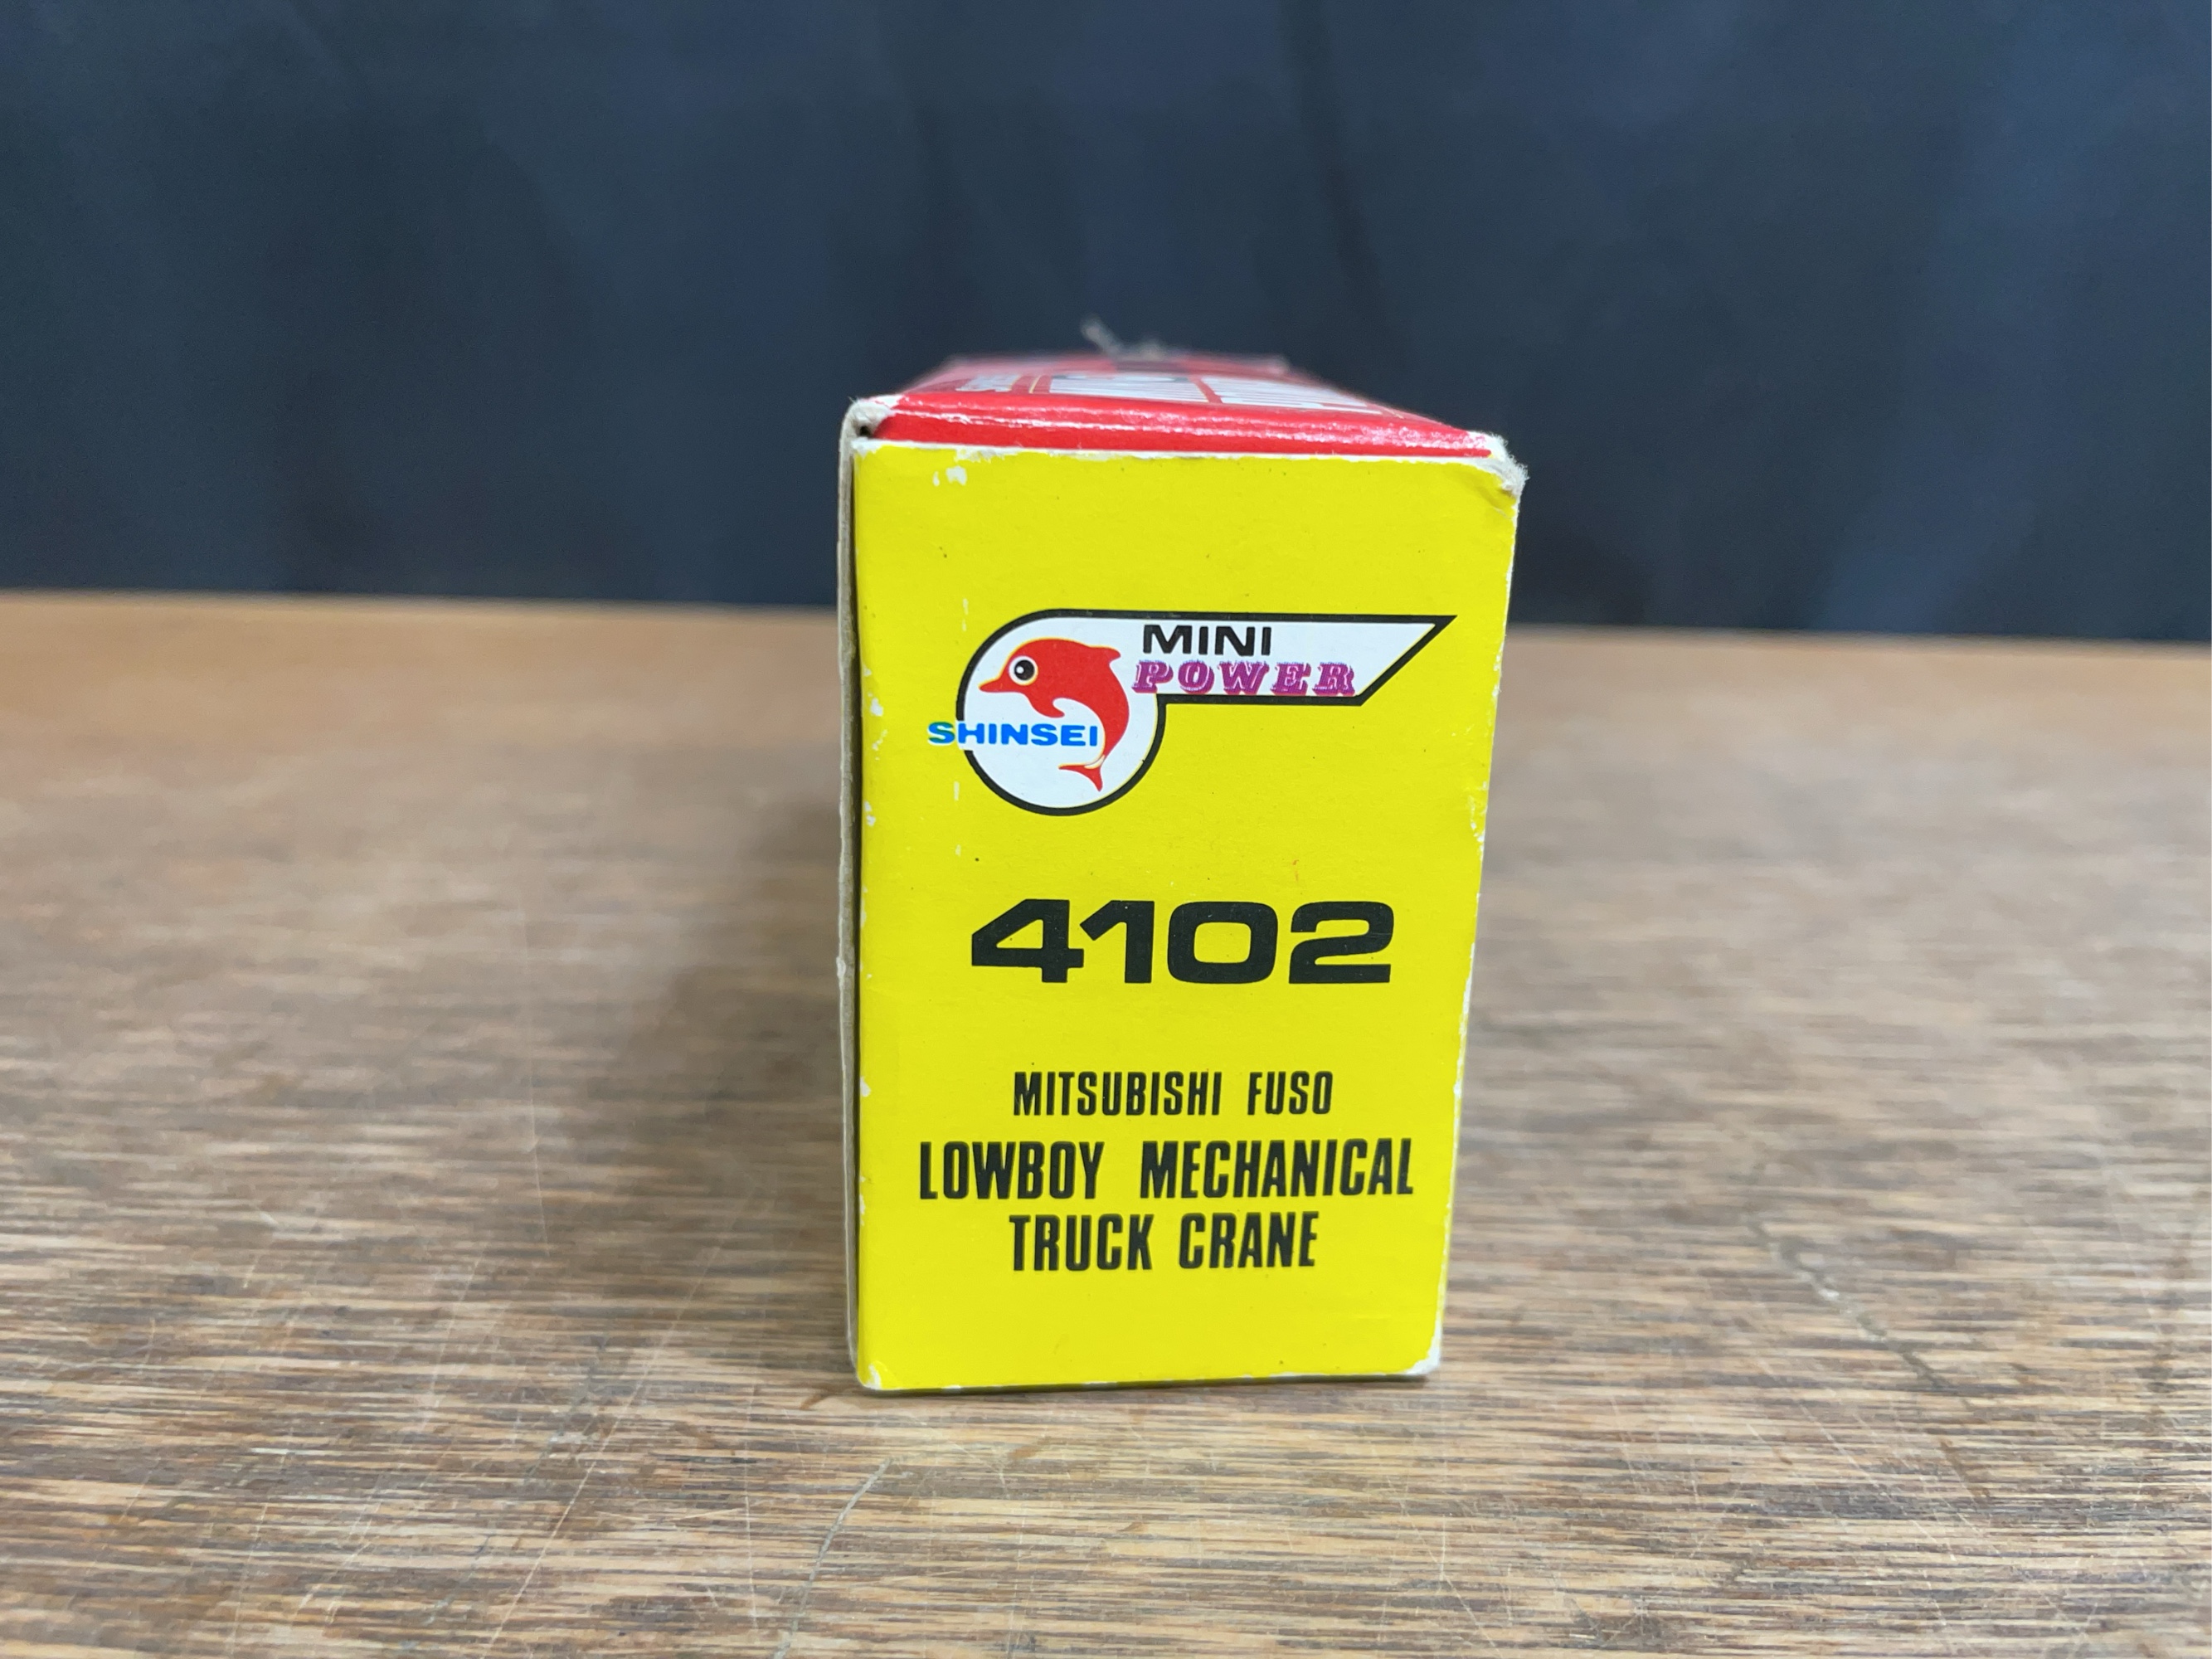 MINI
POWER
SHINSEI
4102
MITSUBISHI FUSO
LOWBOY MECHANICAL
TRUCK CRANE